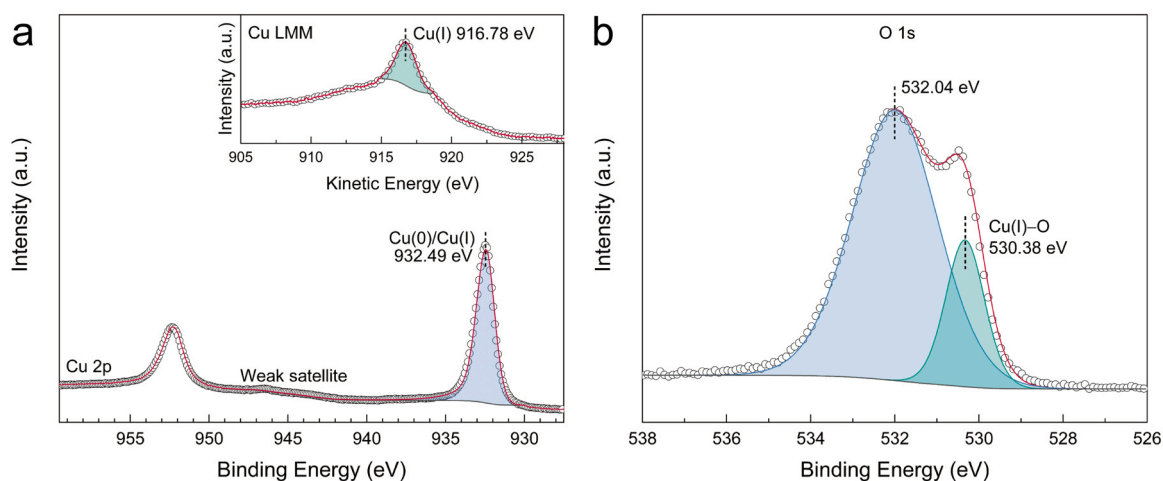 a
Cu LMM
Cu(I) 916.78 eV
Intensity (a.u.)
905 910 915 920 925
Kinetic Energy (eV)
Intensity (a.u.)
Cu(0)/Cu(I)
932.49 eV
Cu 2p
Weak satellite
955 950 945 940 935 930
Binding Energy (eV)
b
O 1s
532.04 eV
Cu(I)–O
530.38 eV
Intensity (a.u.)
538 536 534 532 530 528 526
Binding Energy (eV)